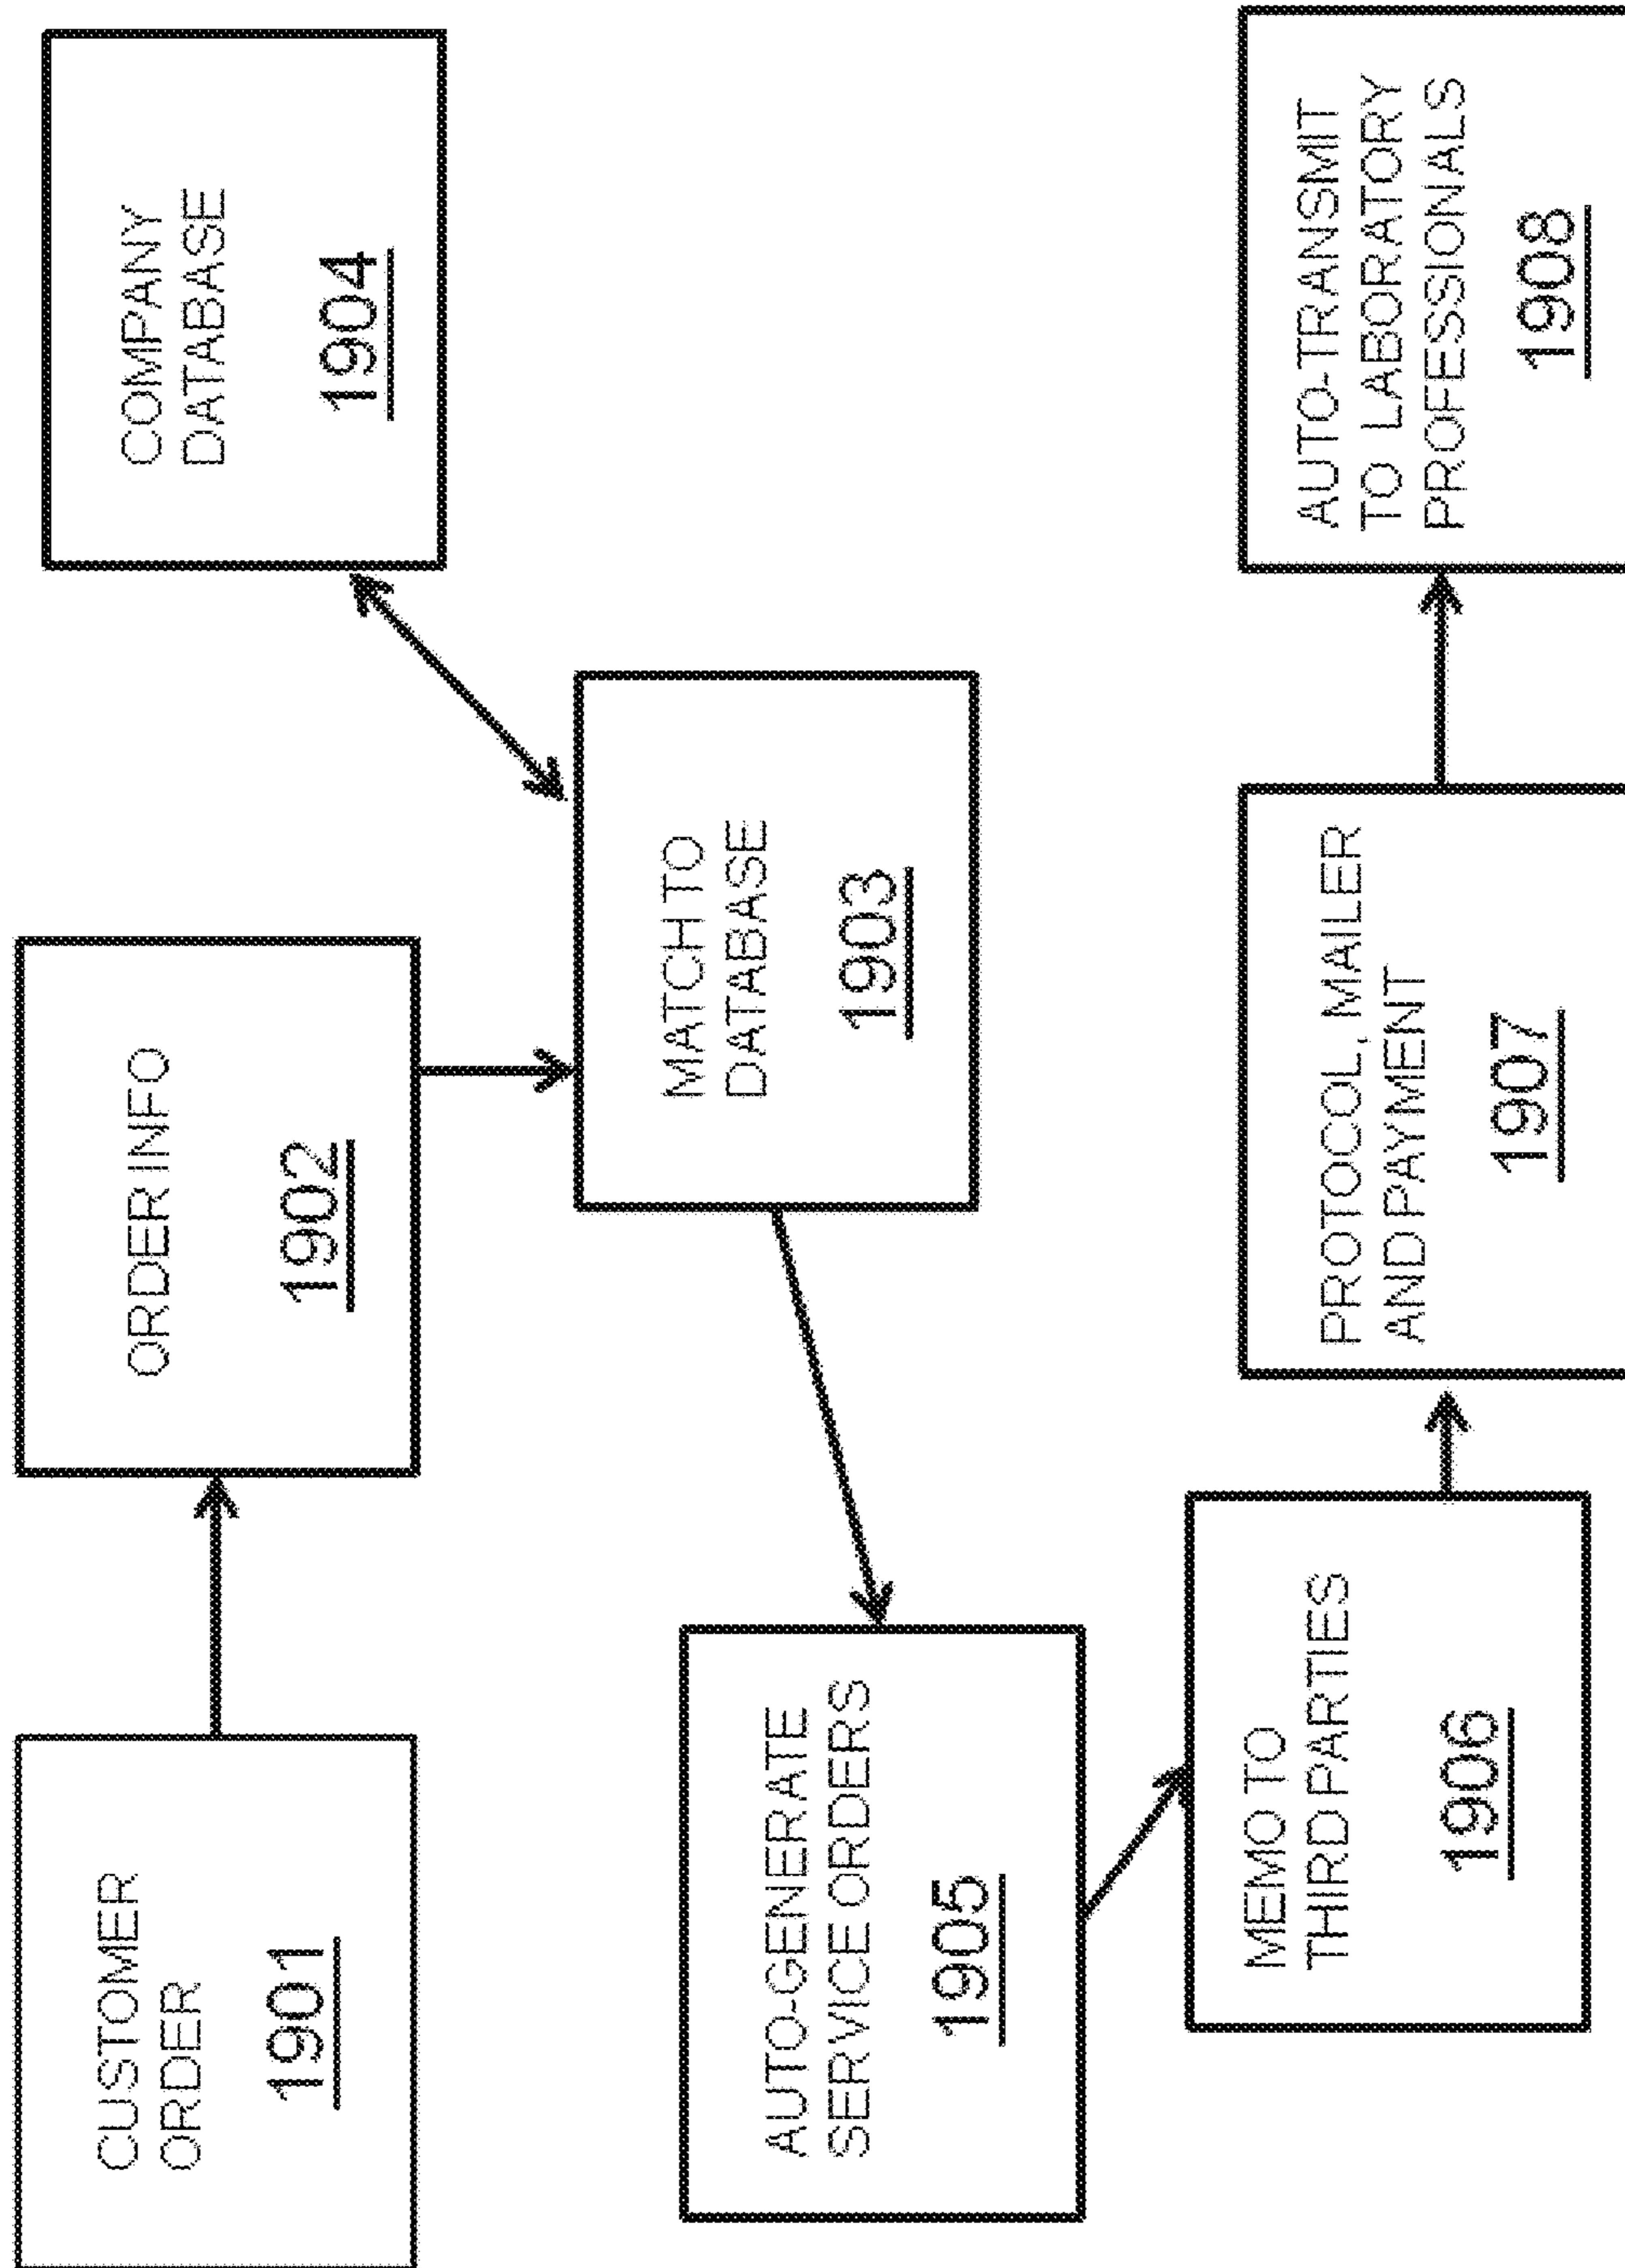 CUSTOMER
ORDER
1901
ORDER INFO
1902
MATCH TO
DATABASE
1903
COMPANY
DATABASE
1904
AUTO-GENERATE
SERVICE ORDERS
1905
MEMO TO
THIRD PARTIES
1906
PROTOCOL, MAILER
AND PAYMENT
1907
AUTO-TRANSMIT
TO LABORATORY
PROFESSIONALS
1908